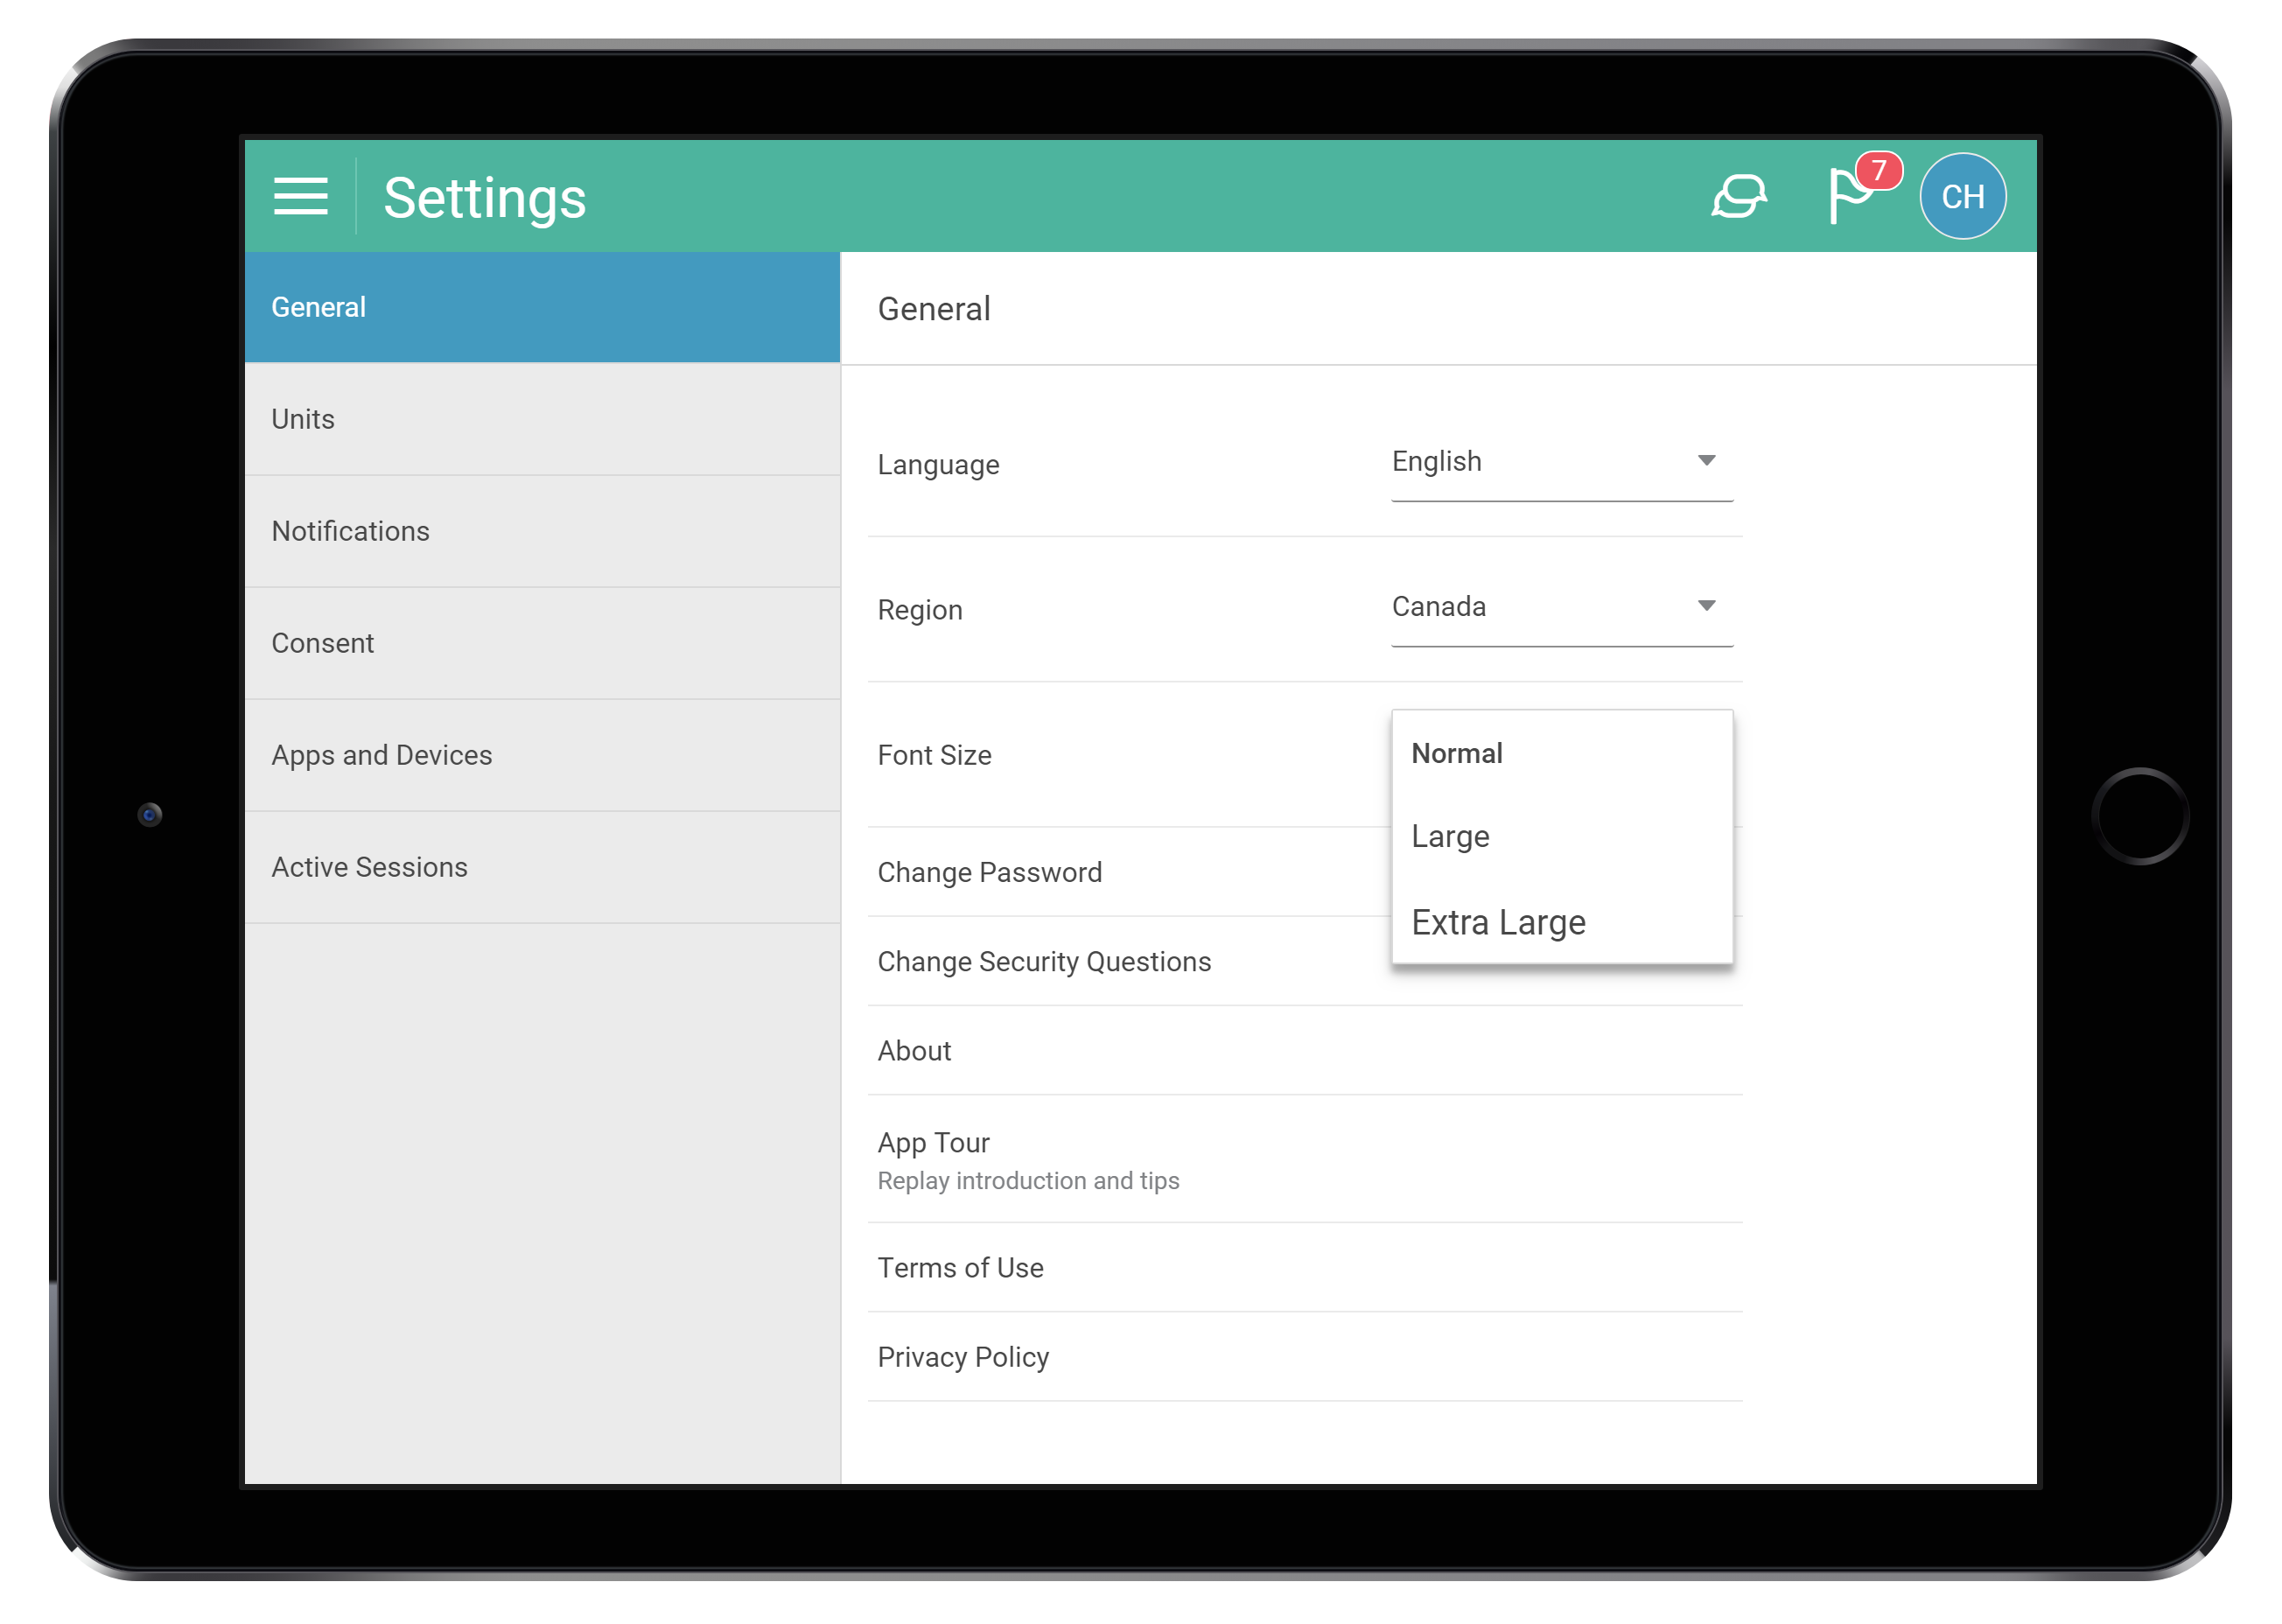 Settings
7
CH
General
Units
Notifications
Consent
Apps and Devices
Active Sessions
General
Language
English
Region
Canada
Font Size
Normal
Large
Extra Large
Change Password
Change Security Questions
About
App Tour
Replay introduction and tips
Terms of Use
Privacy Policy